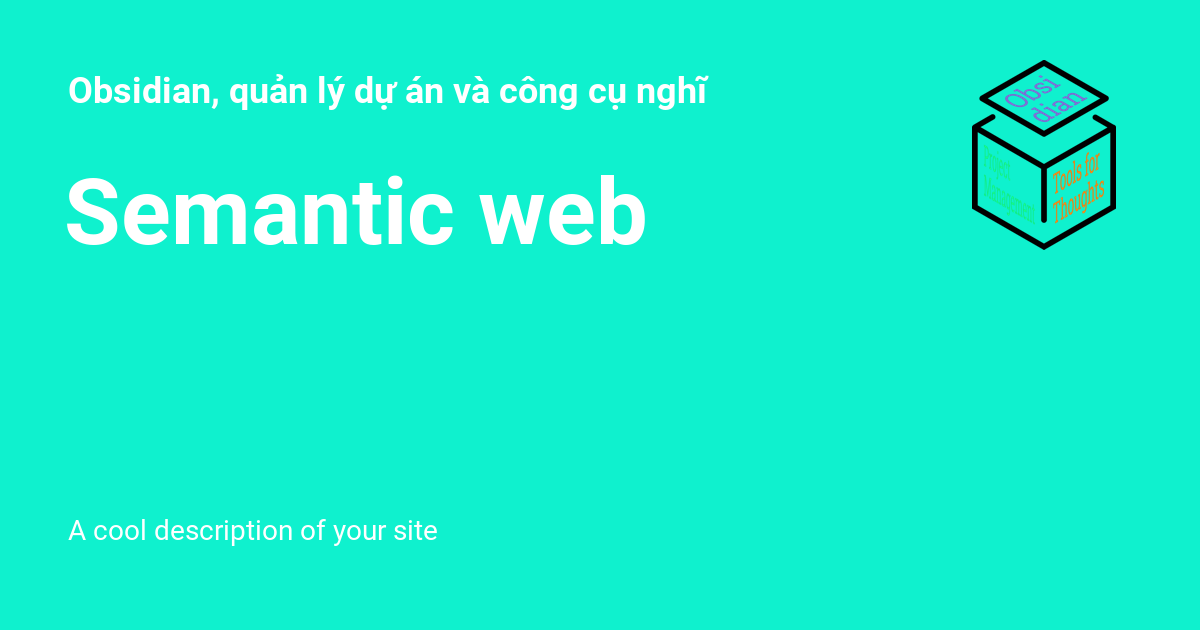 Obsidian, quản lý dự án và công cụ nghĩ
Semantic web
Obsi
dian
Project
Management
Tools for
Thoughts
A cool description of your site